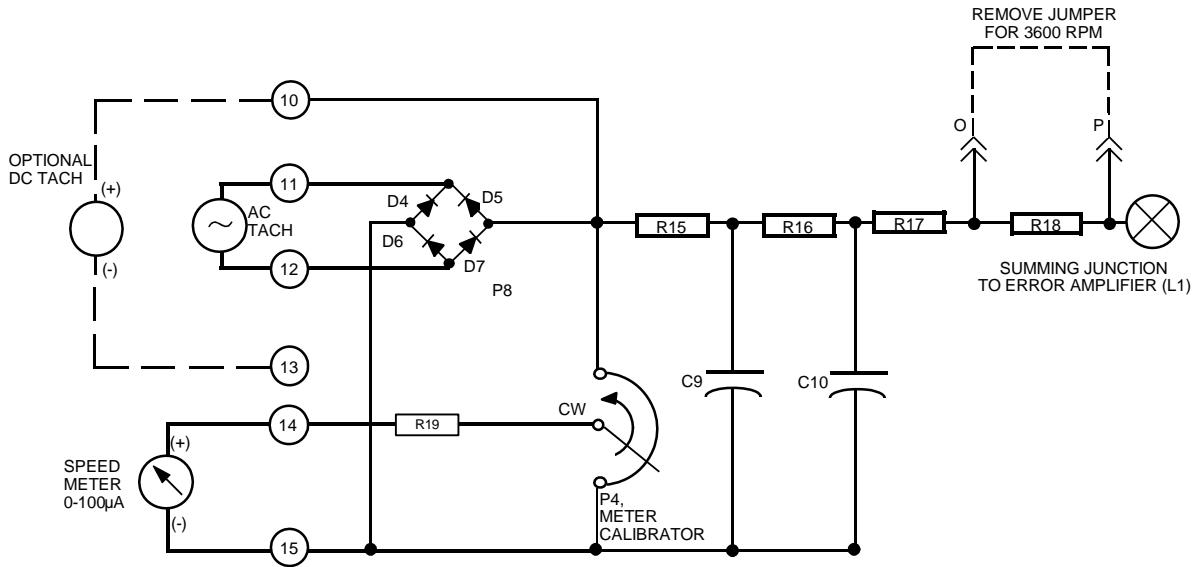 REMOVE JUMPER
FOR 3600 RPM
10
O
P
OPTIONAL
DC TACH
(+)
(-)
11
AC
TACH
~
12
D4
D5
D6
D7
P8
R15
R16
R17
R18
SUMMING JUNCTION
TO ERROR AMPLIFIER (L1)
13
C9
C10
14
R19
CW
SPEED
METER
0-100µA
(+)
(-)
P4,
METER
CALIBRATOR
15